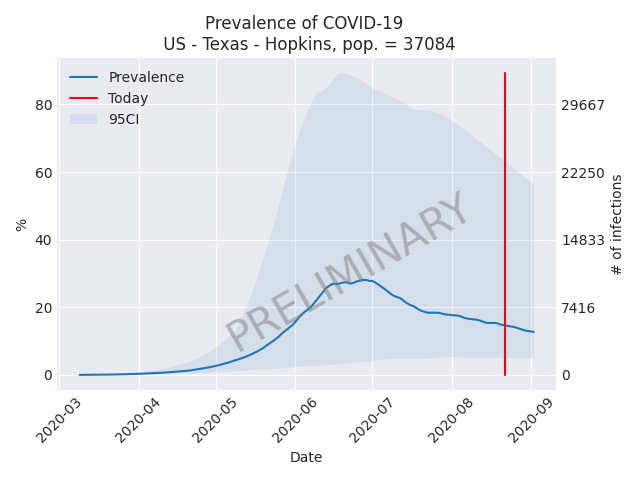 Prevalence of COVID-19
US - Texas - Hopkins, pop. = 37084
Prevalence
Today
95CI
80
60
40
20
0
%
29667
22250
14833
7416
0
# of infections
PRELIMINARY
2020-03
2020-04
2020-05
2020-06
2020-07
2020-08
2020-09
Date